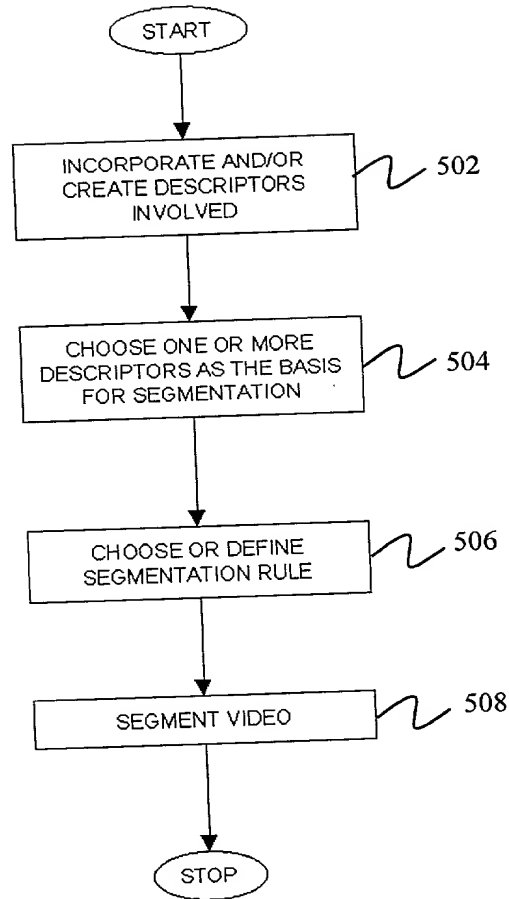 START
INCORPORATE AND/OR
CREATE DESCRIPTORS
INVOLVED
502
CHOOSE ONE OR MORE
DESCRIPTORS AS THE BASIS
FOR SEGMENTATION
504
CHOOSE OR DEFINE
SEGMENTATION RULE
506
SEGMENT VIDEO
508
STOP